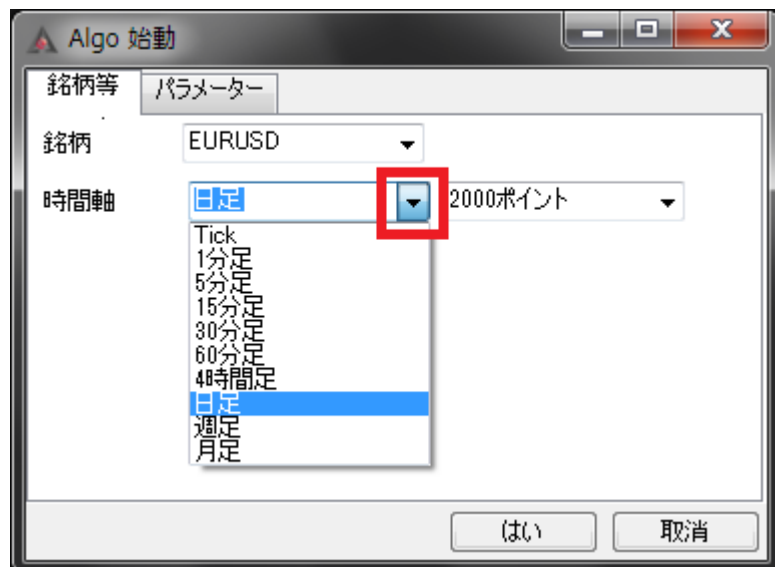 Algo 始動
銘柄等 パラメーター
銘柄 EURUSD
時間軸 日足 2000ポイント
Tick
1分足
5分足
15分足
30分足
60分足
4時間足
日足
週足
月足
はい 取消